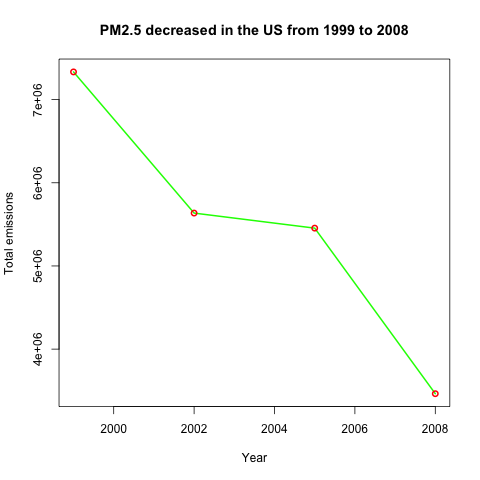 PM2.5 decreased in the US from 1999 to 2008
Total emissions
7e+06
6e+06
5e+06
4e+06
2000 2002 2004 2006 2008
Year